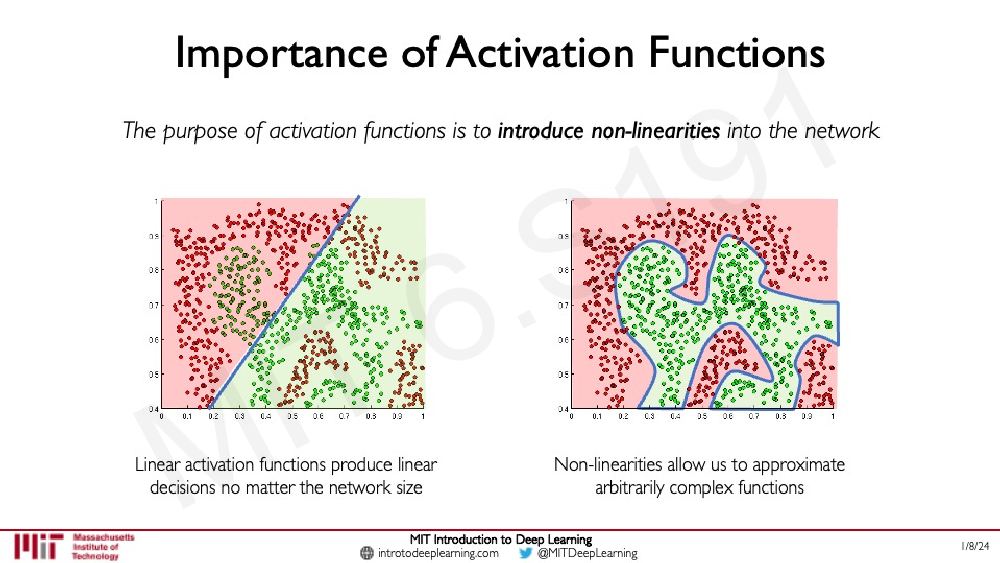 Importance of Activation Functions
The purpose of activation functions is to introduce non-linearities into the network
MIT 6.S191
1
0.9
0.8
0.7
0.6
0.5
0.4
0 0.1 0.2 0.3 0.4 0.5 0.6 0.7 0.8 0.9 1
Linear activation functions produce linear
decisions no matter the network size
1
0.9
0.8
0.7
0.6
0.5
0.4
0 0.1 0.2 0.3 0.4 0.5 0.6 0.7 0.8 0.9 1
Non-linearities allow us to approximate
arbitrarily complex functions
MIT Massachusetts
Institute of
Technology
MIT Introduction to Deep Learning
introtodeeplearning.com @MITDeepLearning
1/8/24